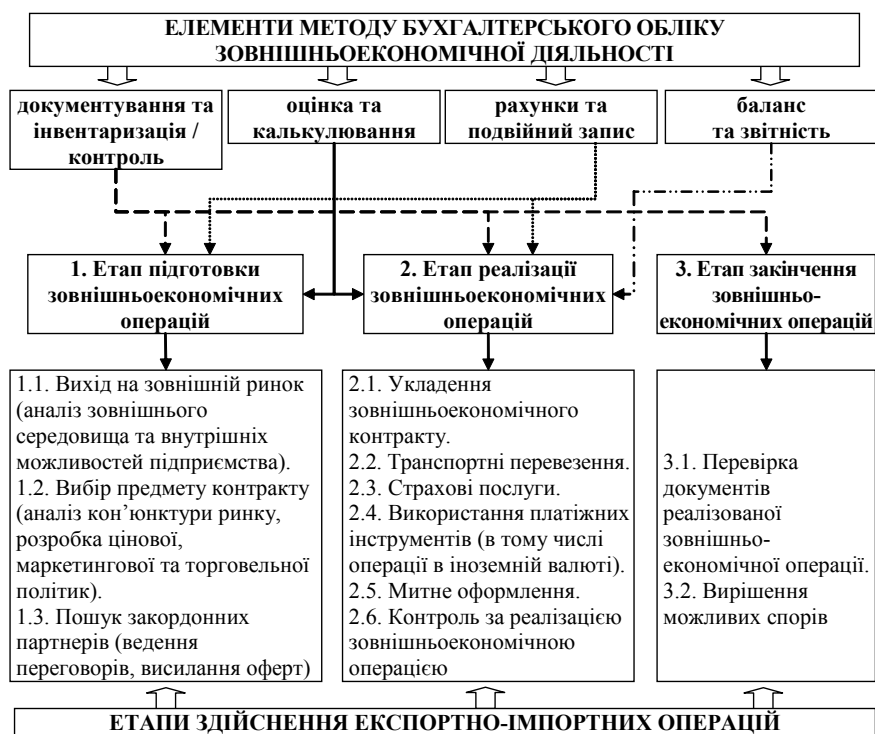 ЕЛЕМЕНТИ МЕТОДУ БУХГАЛТЕРСЬКОГО ОБЛІКУ
ЗОВНІШНЬОЕКОНОМІЧНОЇ ДІЯЛЬНОСТІ
документування та
інвентаризація /
контроль
оцінка та
калькулювання
рахунки та
подвійний запис
баланс
та звітність
1. Етап підготовки
зовнішньоекономічних
операцій
2. Етап реалізації
зовнішньоекономічних
операцій
3. Етап закінчення
зовнішньо-
економічних операцій
1.1. Вихід на зовнішній ринок
(аналіз зовнішнього
середовища та внутрішніх
можливостей підприємства).
1.2. Вибір предмету контракту
(аналіз кон’юнктури ринку,
розробка цінової,
маркетингової та торговельної
політик).
1.3. Пошук закордонних
партнерів (ведення
переговорів, висилання оферт)
2.1. Укладення
зовнішньоекономічного
контракту.
2.2. Транспортні перевезення.
2.3. Страхові послуги.
2.4. Використання платіжних
інструментів (в тому числі
операції в іноземній валюті).
2.5. Митне оформлення.
2.6. Контроль за реалізацією
зовнішньоекономічною
операцією
3.1. Перевірка
документів
реалізованої
зовнішньо-
економічної операції.
3.2. Вирішення
можливих спорів
ЕТАПИ ЗДІЙСНЕННЯ ЕКСПОРТНО-ІМПОРТНИХ ОПЕРАЦІЙ